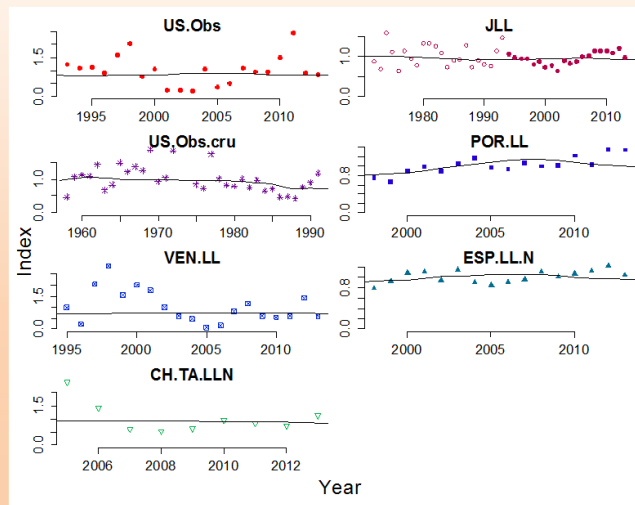 US.Obs
0.0 1.5
1995 2000 2005 2010
JLL
0.0 1.0
1980 1990 2000 2010
US.Obs.cru
0.0 1.0
1960 1970 1980 1990
POR.LL
0.0 0.8
2000 2005 2010
VEN.LL
0.0 1.5
1995 2000 2005 2010
ESP.LL.N
0.0 0.8
2000 2005 2010
CH.TA.LLN
0.0 1.5
2006 2008 2010 2012
Index
Year